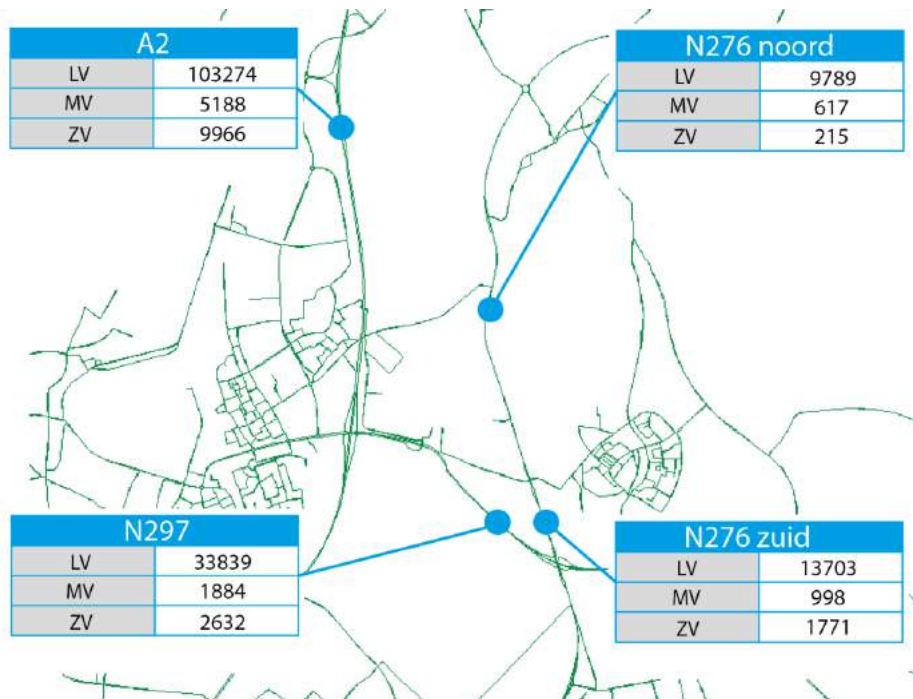 A2
LV 103274
MV 5188
ZV 9966
N276 noord
LV 9789
MV 617
ZV 215
N297
LV 33839
MV 1884
ZV 2632
N276 zuid
LV 13703
MV 998
ZV 1771